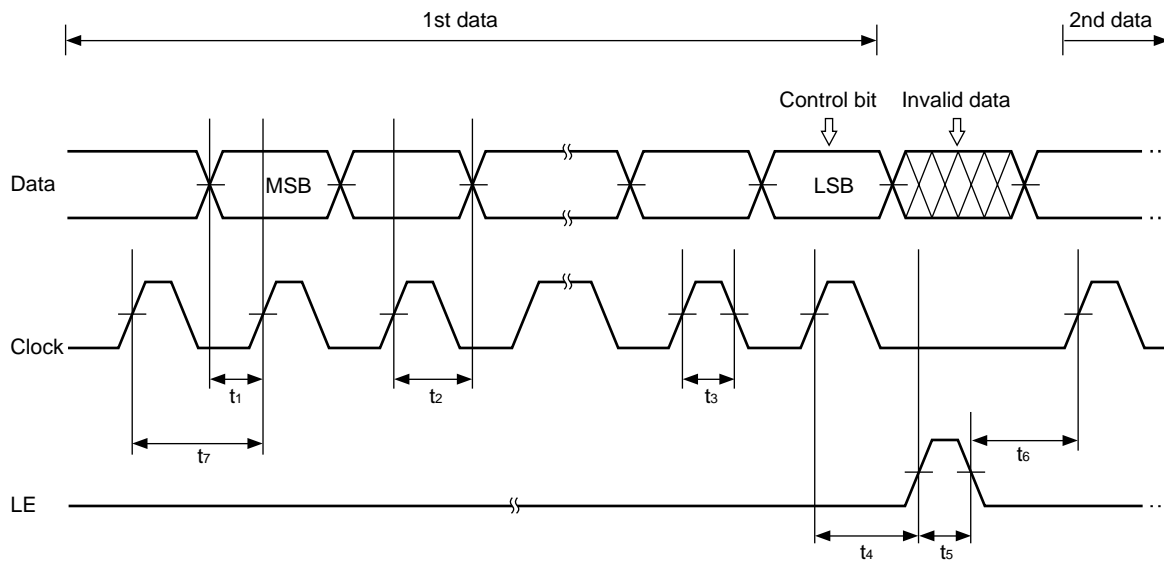 1st data
2nd data
Control bit
Invalid data
Data
MSB
LSB
Clock
t1
t2
t3
t7
t6
LE
t4
t5